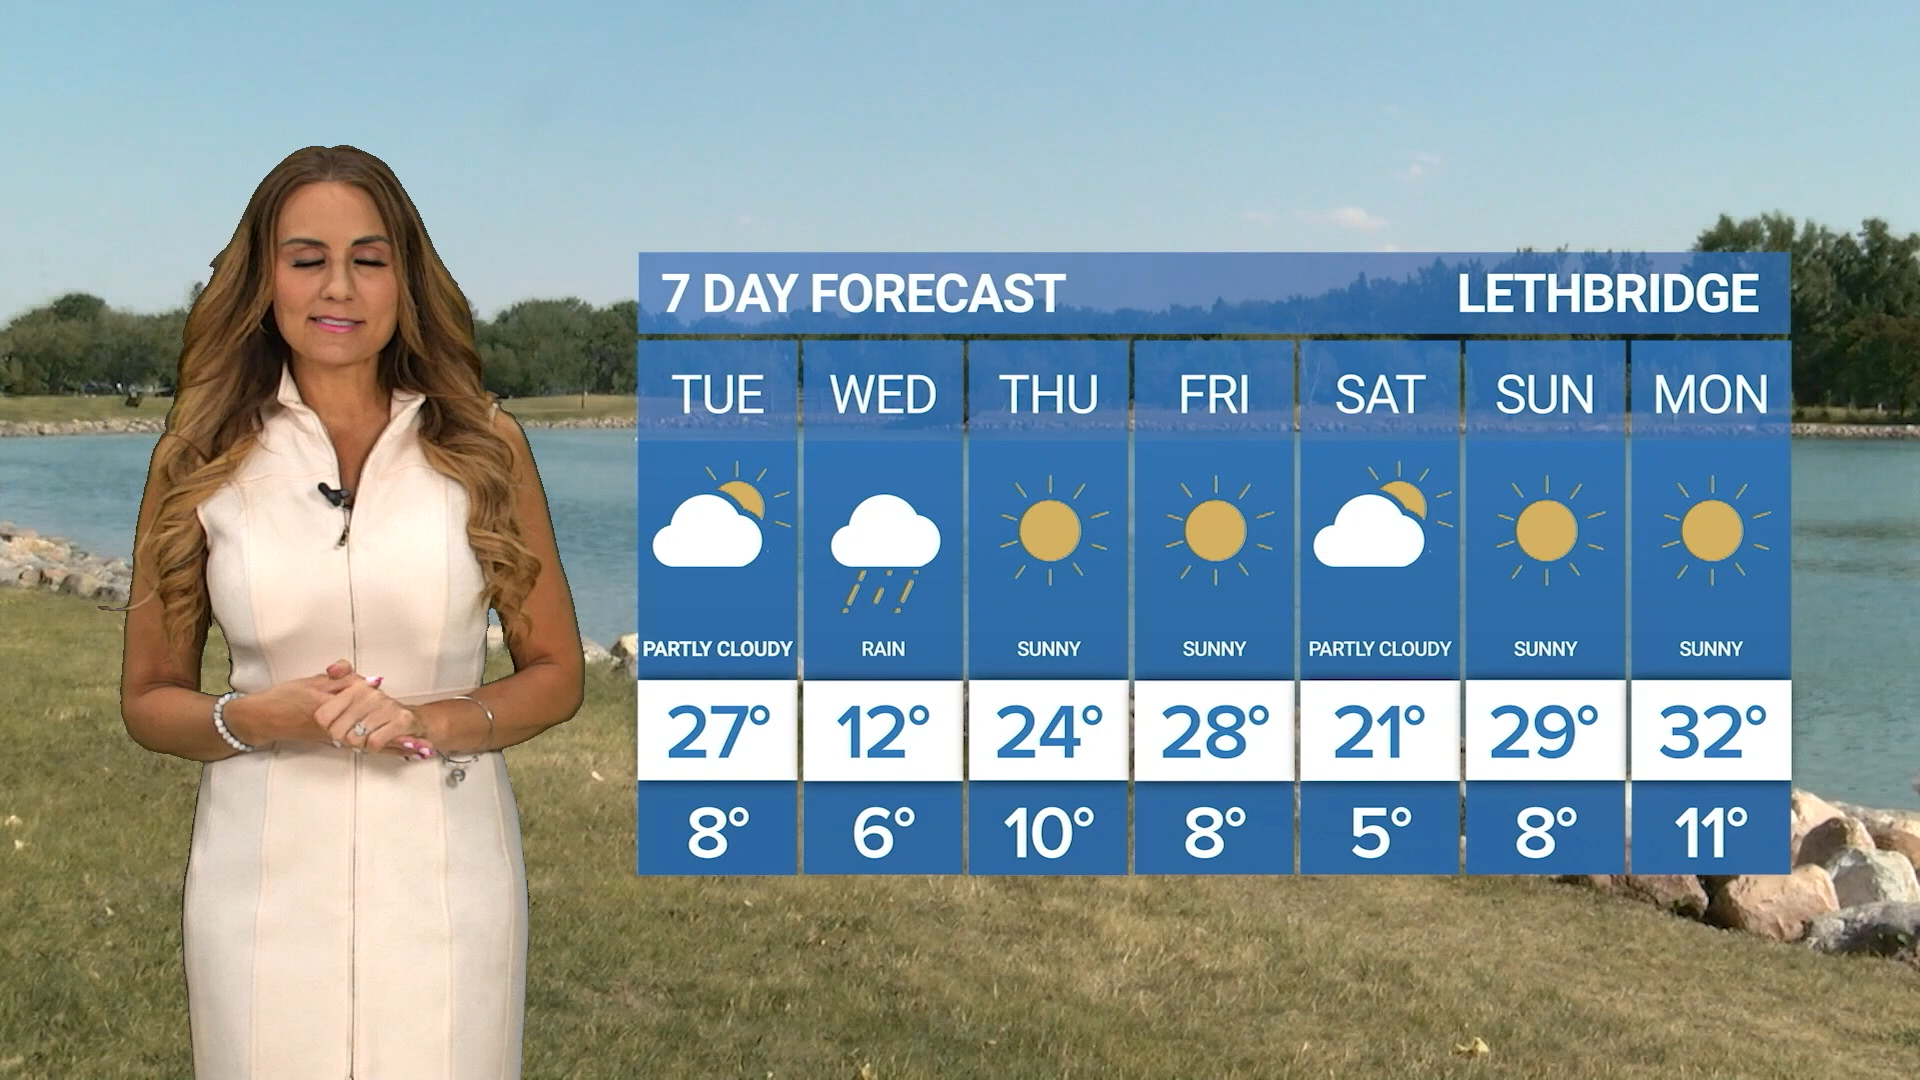 7 DAY FORECAST LETHBRIDGE
TUE WED THU FRI SAT SUN MON
PARTLY CLOUDY RAIN SUNNY SUNNY PARTLY CLOUDY SUNNY SUNNY
27° 12° 24° 28° 21° 29° 32°
8° 6° 10° 8° 5° 8° 11°